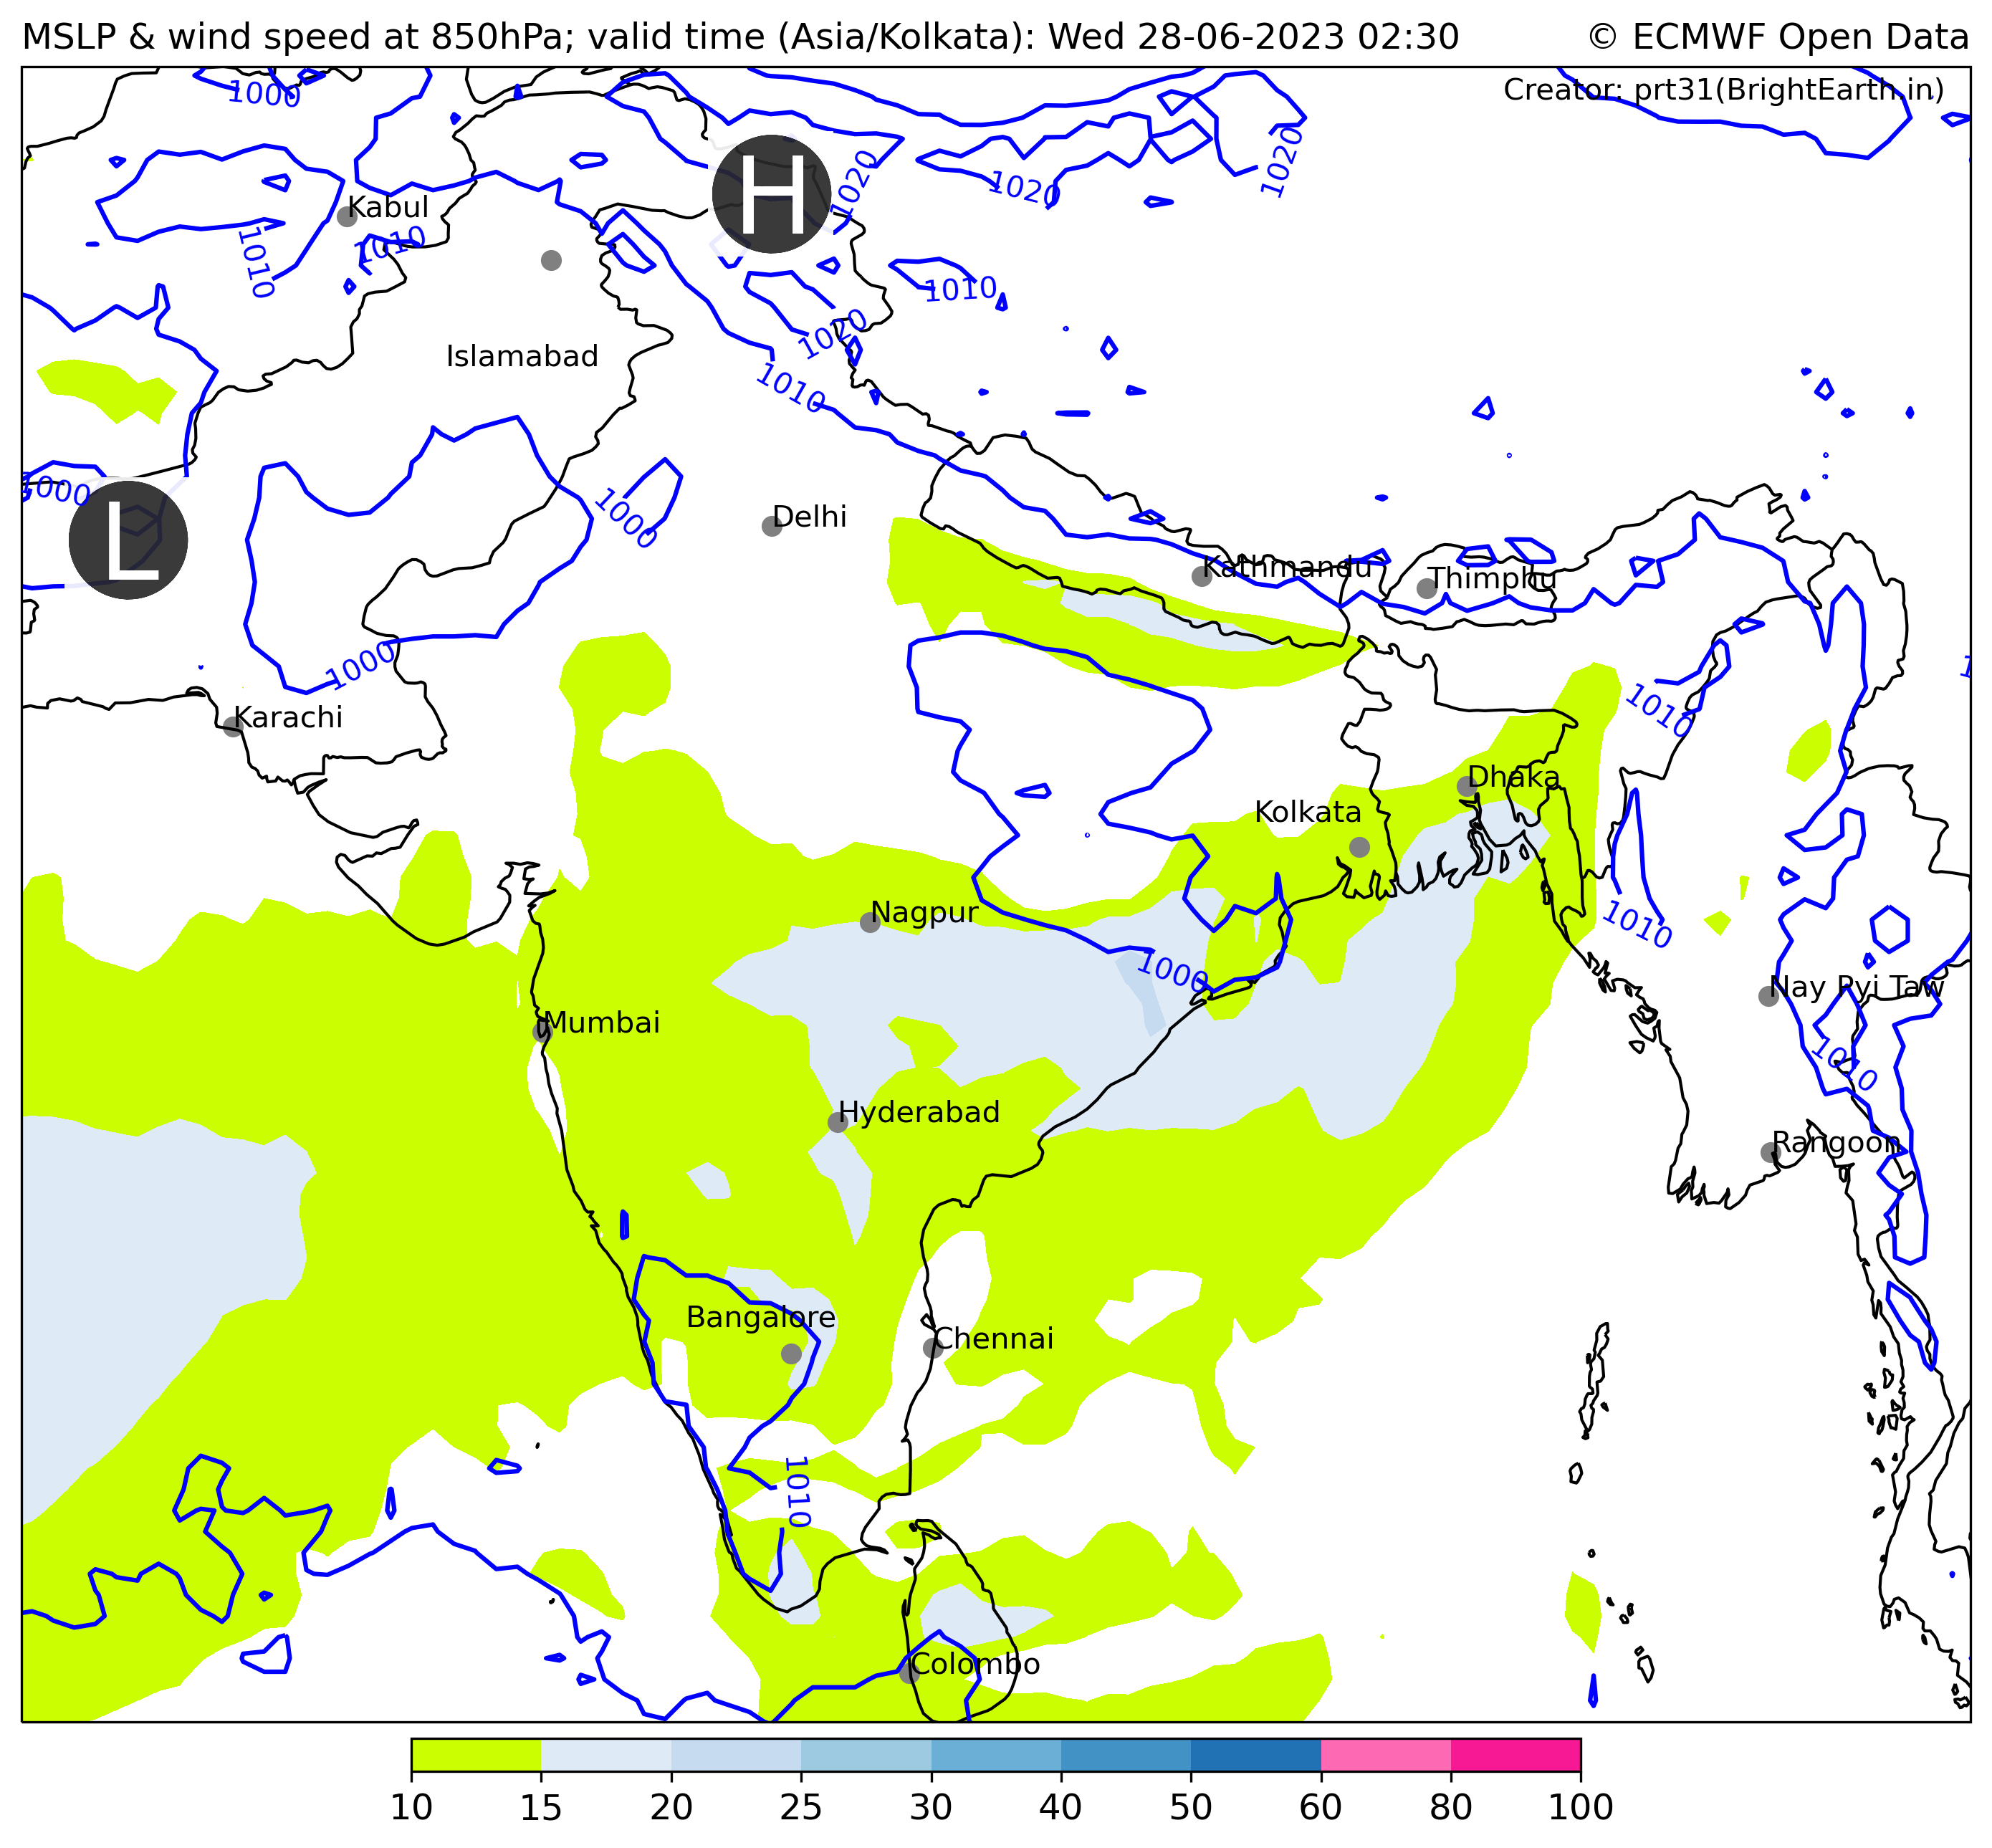 MSLP & wind speed at 850hPa; valid time (Asia/Kolkata): Wed 28-06-2023 02:30
© ECMWF Open Data
Creator: prt31(BrightEarth.in)
1000
H
1020
1020
1020
Kabul
1010
1010
1010
1020
Islamabad
1010
1000
L
1000
Delhi
Kathmandu
Thimphu
1000
1010
Karachi
Dhaka
Kolkata
Nagpur
1010
1000
Nay Pyi Taw
Mumbai
1010
Hyderabad
Rangoon
Bangalore
Chennai
1010
Colombo
10 15 20 25 30 40 50 60 80 100